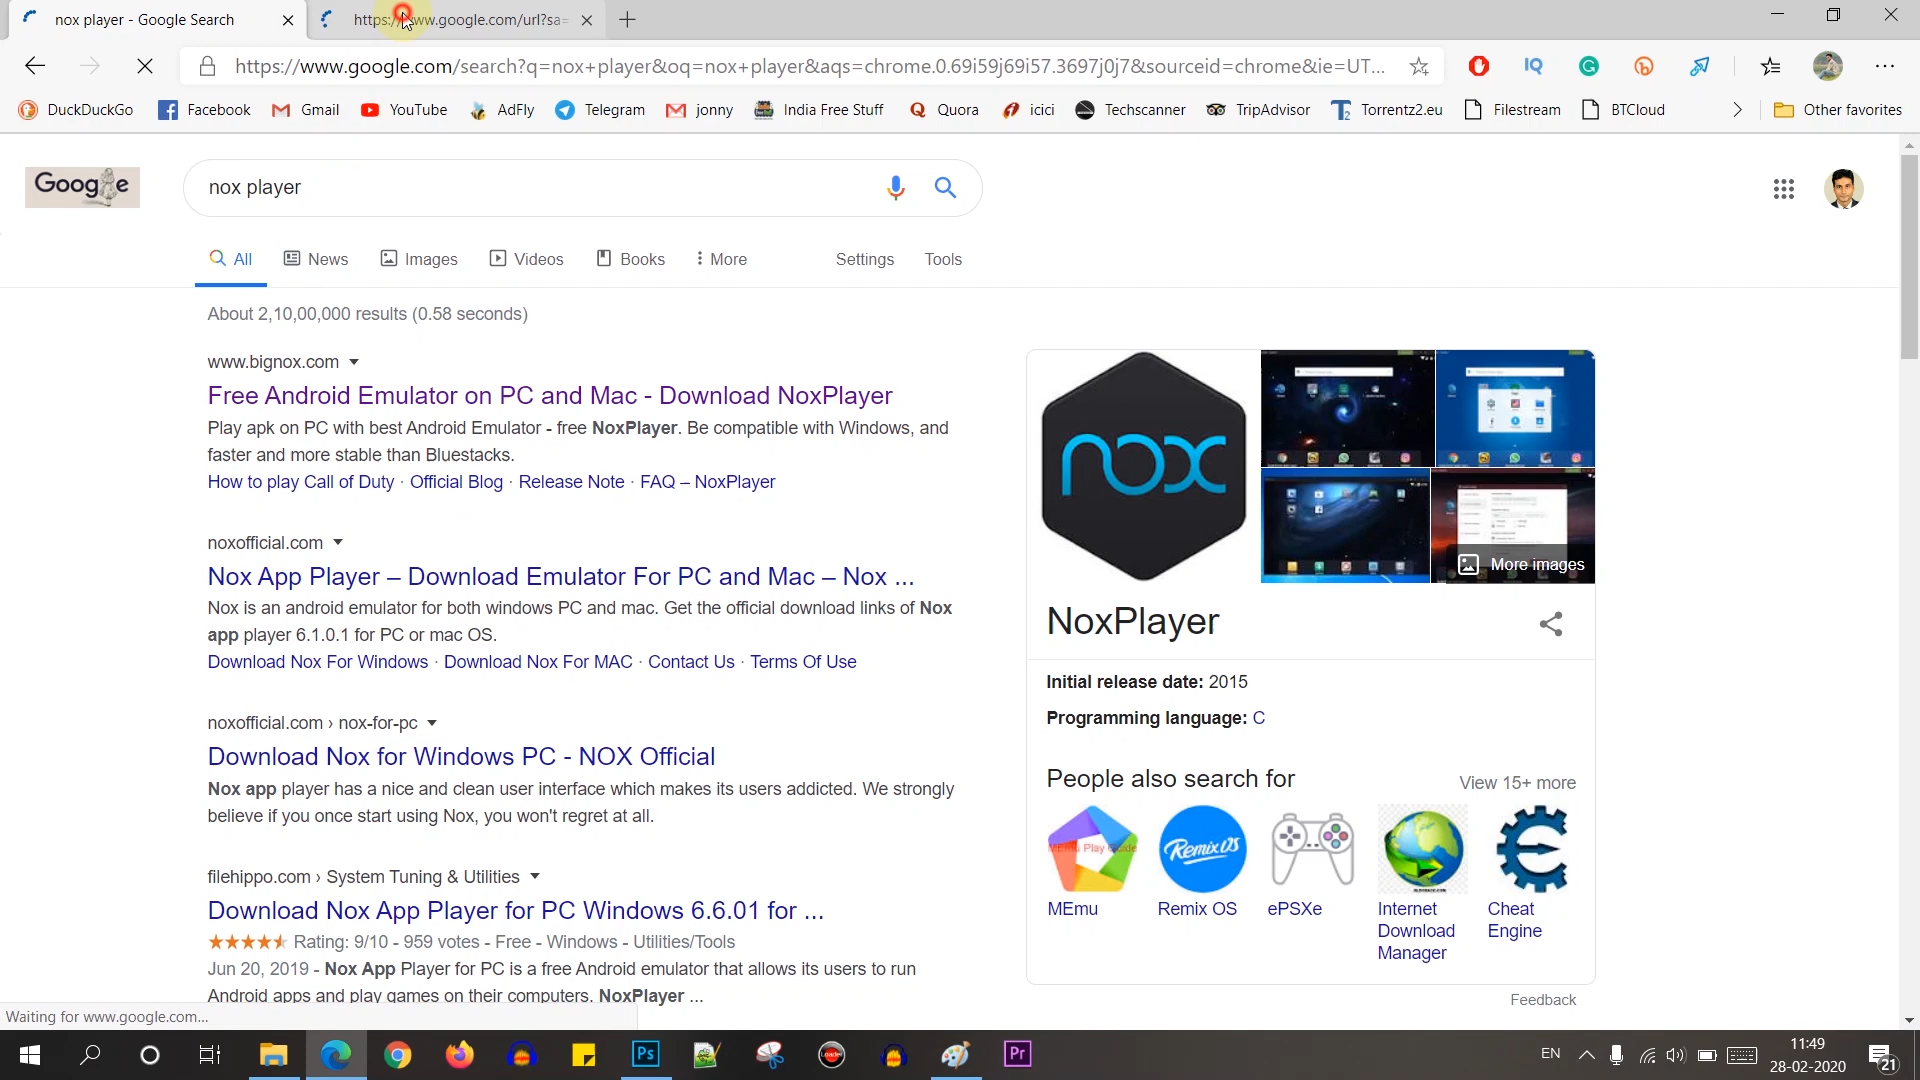 nox player - Google Search
https://www.google.com/url?sa=
https://www.google.com/search?q=nox+player&oq=nox+player&aqs=chrome.0.69i59j69i57.3697j0j7&sourceid=chrome&ie=UT...
IQ
DuckDuckGo
Facebook
Gmail
YouTube
AdFly
Telegram
jonny
India Free Stuff
Quora
icici
Techscanner
TripAdvisor
Torrentz2.eu
Filestream
BTCloud
Other favorites
Google
nox player
All
News
Images
Videos
Books
More
Settings
Tools
About 2,10,00,000 results (0.58 seconds)
www.bignox.com
Free Android Emulator on PC and Mac - Download NoxPlayer
Play apk on PC with best Android Emulator - free NoxPlayer. Be compatible with Windows, and
faster and more stable than Bluestacks.
How to play Call of Duty · Official Blog · Release Note · FAQ – NoxPlayer
noxofficial.com
Nox App Player – Download Emulator For PC and Mac – Nox ...
Nox is an android emulator for both windows PC and mac. Get the official download links of Nox
app player 6.1.0.1 for PC or mac OS.
Download Nox For Windows · Download Nox For MAC · Contact Us · Terms Of Use
noxofficial.com › nox-for-pc
Download Nox for Windows PC - NOX Official
Nox app player has a nice and clean user interface which makes its users addicted. We strongly
believe if you once start using Nox, you won't regret at all.
filehippo.com › System Tuning & Utilities
Download Nox App Player for PC Windows 6.6.01 for ...
Rating: 9/10 - 959 votes - Free - Windows - Utilities/Tools
Jun 20, 2019 - Nox App Player for PC is a free Android emulator that allows its users to run
Android apps and play games on their computers. NoxPlayer ...
nox
More images
NoxPlayer
Initial release date: 2015
Programming language: C
People also search for
View 15+ more
MEmu Play Guide
Remix OS
MEmu
Remix OS
ePSXe
Internet
Download
Manager
Cheat
Engine
Feedback
Waiting for www.google.com...
Ps
Loader
Pr
EN
11:49
28-02-2020
21